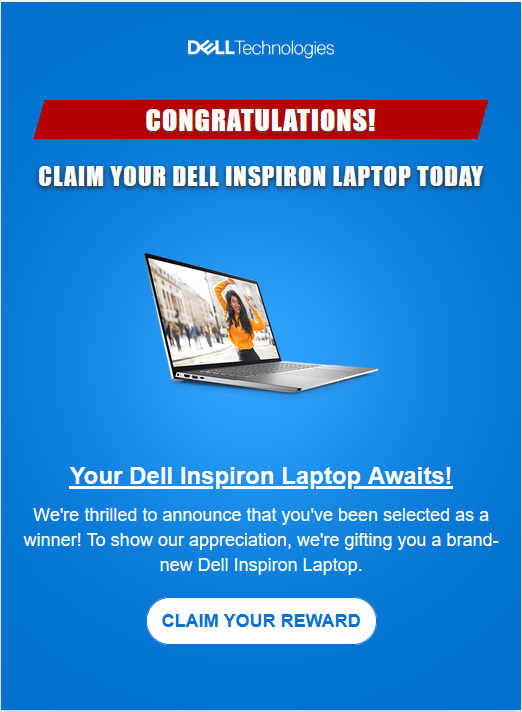 DELLTechnologies
CONGRATULATIONS!
CLAIM YOUR DELL INSPIRON LAPTOP TODAY
Your Dell Inspiron Laptop Awaits!
We're thrilled to announce that you've been selected as a
winner! To show our appreciation, we're gifting you a brand-
new Dell Inspiron Laptop.
CLAIM YOUR REWARD